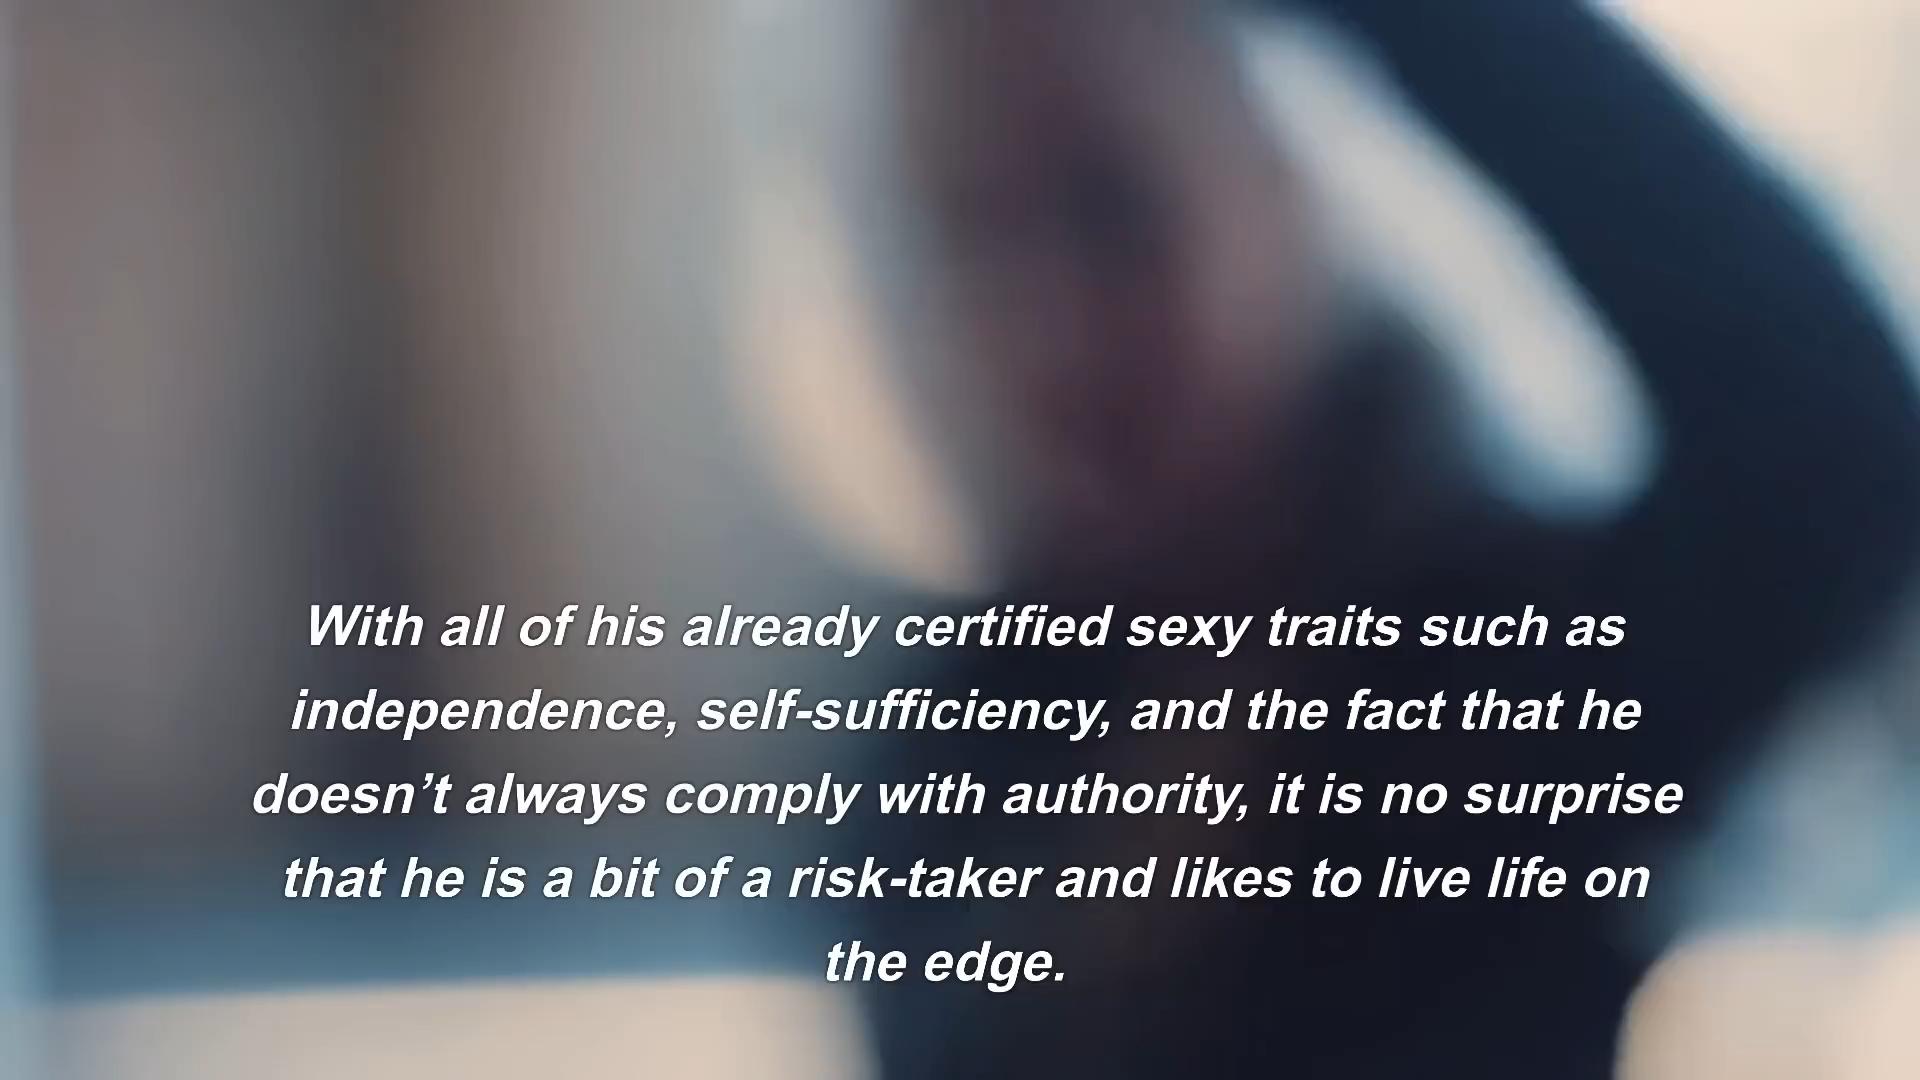 With all of his already certified sexy traits such as
independence, self-sufficiency, and the fact that he
doesn’t always comply with authority, it is no surprise
that he is a bit of a risk-taker and likes to live life on
the edge.